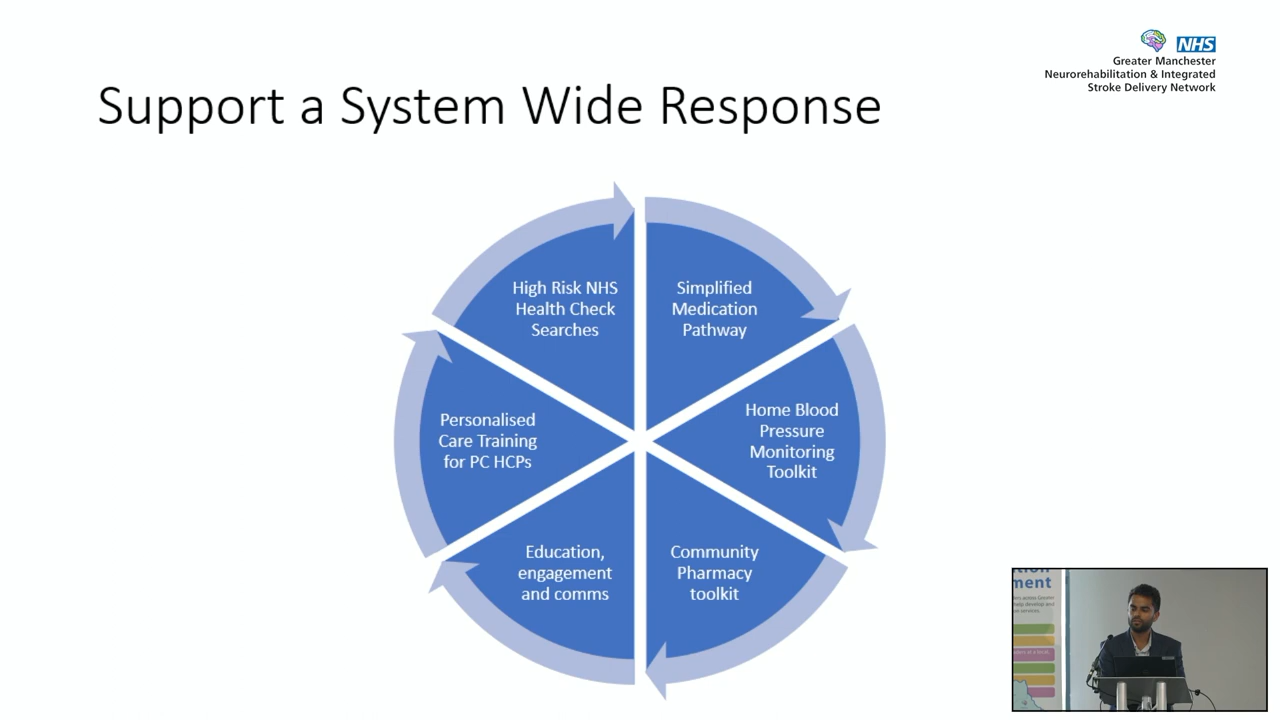 NHS
Greater Manchester
Neurorehabilitation & Integrated
Stroke Delivery Network
Support a System Wide Response
High Risk NHS
Health Check
Searches
Simplified
Medication
Pathway
Personalised
Care Training
for PC HCPs
Home Blood
Pressure
Monitoring
Toolkit
Education,
engagement
and comms
Community
Pharmacy
toolkit
ment